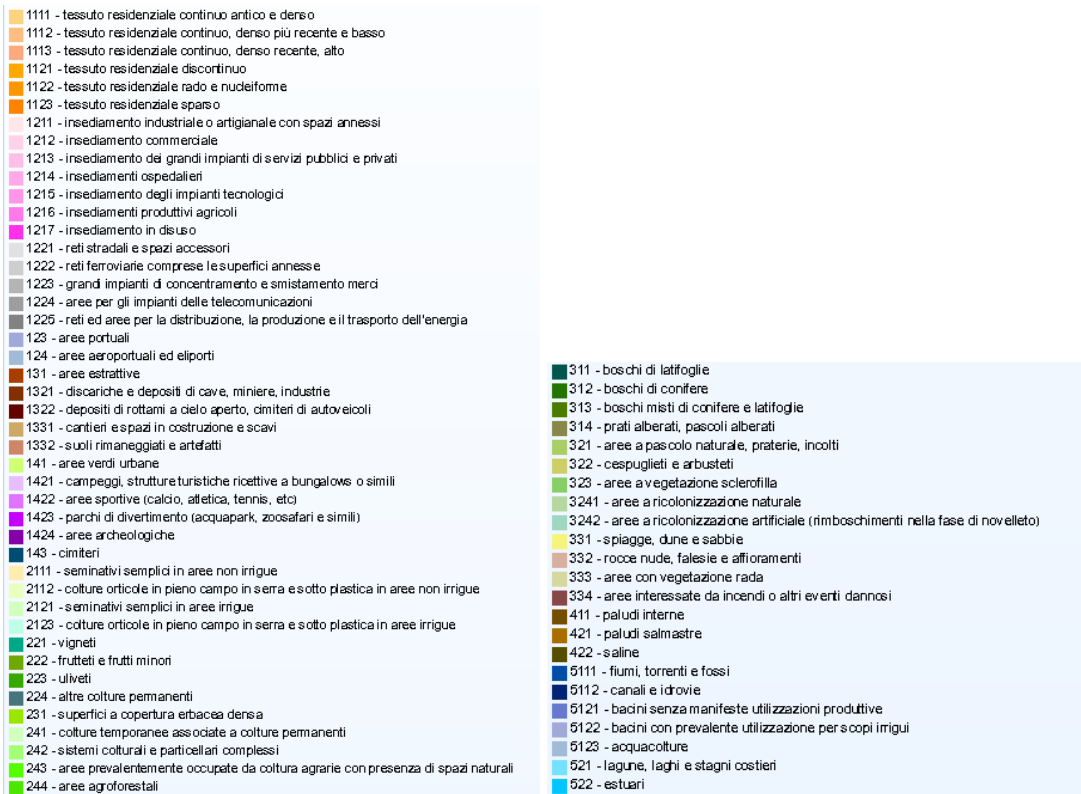 1111 - tessuto residenziale continuo antico e denso
1112 - tessuto residenziale continuo, denso più recente e basso
1113 - tessuto residenziale continuo, denso recente, alto
1121 - tessuto residenziale discontinuo
1122 - tessuto residenziale rado e nucleiforme
1123 - tessuto residenziale sparso
1211 - insediamento industriale o artigianale con spazi annessi
1212 - insediamento commerciale
1213 - insediamento dei grandi impianti di servizi pubblici e privati
1214 - insediamenti ospedalieri
1215 - insediamento degli impianti tecnologici
1216 - insediamenti produttivi agricoli
1217 - insediamento in disuso
1221 - reti stradali e spazi accessori
1222 - reti ferroviarie comprese le superfici annesse
1223 - grandi impianti di concentramento e smistamento merci
1224 - aree per gli impianti delle telecomunicazioni
1225 - reti ed aree per la distribuzione, la produzione e il trasporto dell'energia
123 - aree portuali
124 - aree aeroportuali ed eliporti
131 - aree estrattive
1321 - discariche e depositi di cave, miniere, industrie
1322 - depositi di rottami a cielo aperto, cimiteri di autoveicoli
1331 - cantieri e spazi in costruzione e scavi
1332 - suoli rimaneggiati e artefatti
141 - aree verdi urbane
1421 - campeggi, strutture turistiche ricettive a bungalows o simili
1422 - aree sportive (calcio, atletica, tennis, etc)
1423 - parchi di divertimento (acquapark, zoosafari e simili)
1424 - aree archeologiche
143 - cimiteri
2111 - seminativi semplici in aree non irrigue
2112 - colture orticole in pieno campo in serra e sotto plastica in aree non irrigue
2121 - seminativi semplici in aree irrigue
2123 - colture orticole in pieno campo in serra e sotto plastica in aree irrigue
221 - vigneti
222 - frutteti e frutti minori
223 - uliveti
224 - altre colture permanenti
231 - superfici a copertura erbacea densa
241 - colture temporanee associate a colture permanenti
242 - sistemi colturali e particellari complessi
243 - aree prevalentemente occupate da coltura agrarie con presenza di spazi naturali
244 - aree agroforestali
311 - boschi di latifoglie
312 - boschi di conifere
313 - boschi misti di conifere e latifoglie
314 - prati alberati, pascoli alberati
321 - aree a pascolo naturale, praterie, incolti
322 - cespuglieti e arbusteti
323 - aree a vegetazione sclerofilla
3241 - aree a ricolonizzazione naturale
3242 - aree a ricolonizzazione artificiale (rimboschimenti nella fase di novelleto)
331 - spiagge, dune e sabbie
332 - rocce nude, falesie e affioramenti
333 - aree con vegetazione rada
334 - aree interessate da incendi o altri eventi dannosi
411 - paludi interne
421 - paludi salmastre
422 - saline
5111 - fiumi, torrenti e fossi
5112 - canali e idrovie
5121 - bacini senza manifeste utilizzazioni produttive
5122 - bacini con prevalente utilizzazione per scopi irrigui
5123 - acquacolture
521 - lagune, laghi e stagni costieri
522 - estuari